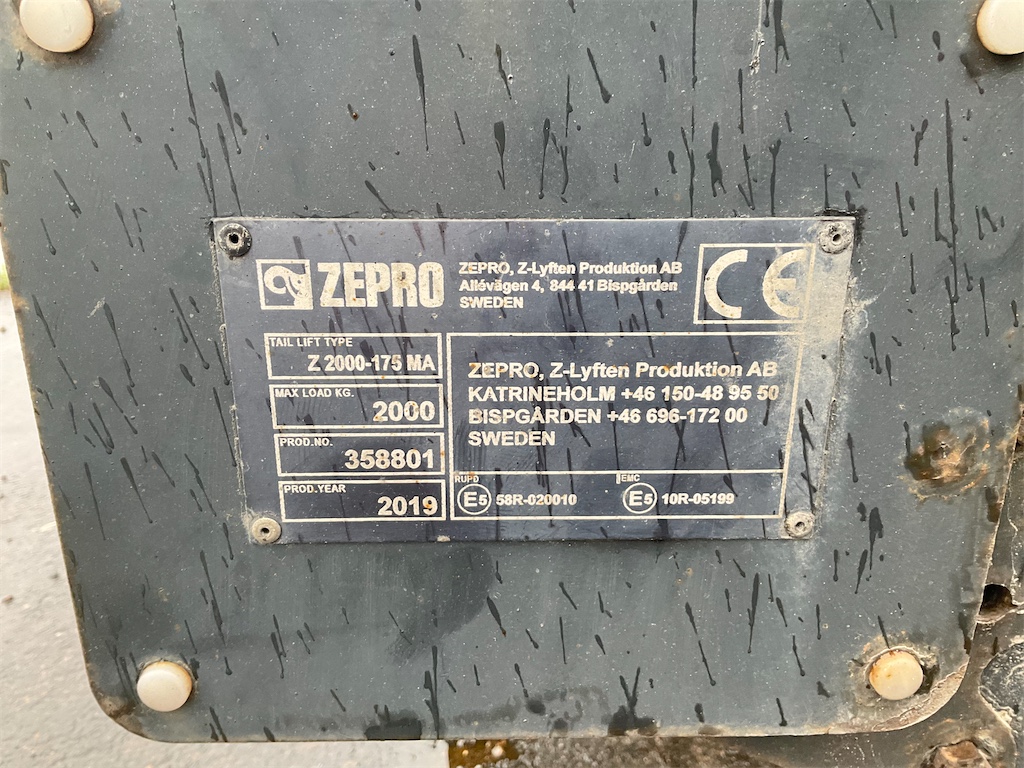 ZEPRO
ZEPRO, Z-Lyften Produktion AB
Allévägen 4, 844 41 Bispgården
SWEDEN
CE
TAIL LIFT TYPE
Z 2000-175 MA
MAX LOAD KG.
2000
PROD.NO.
358801
PROD.YEAR
2019
ZEPRO, Z-Lyften Produktion AB
KATRINEHOLM +46 150-48 95 50
BISPGÅRDEN +46 696-172 00
SWEDEN
RUPD
E5 58R-020010
EMC
E5 10R-05199